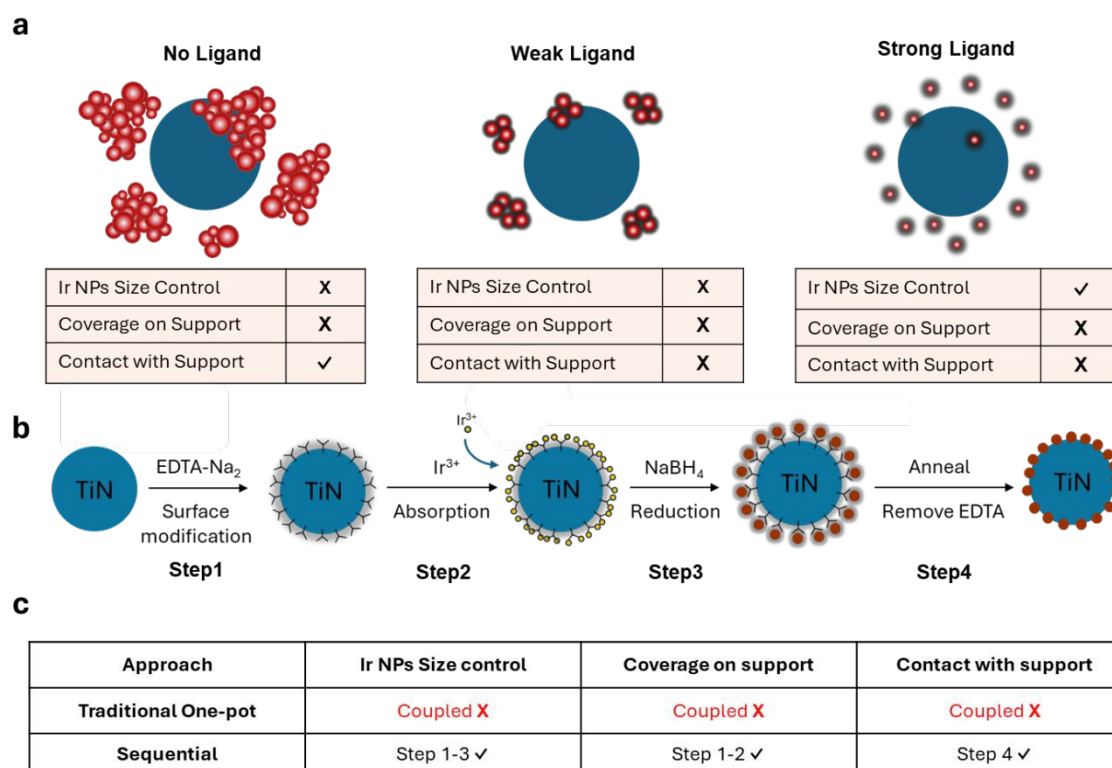 a
No Ligand
Weak Ligand
Strong Ligand
Ir NPs Size Control X
Coverage on Support X
Contact with Support ✓
Ir NPs Size Control X
Coverage on Support X
Contact with Support X
Ir NPs Size Control ✓
Coverage on Support X
Contact with Support X
b
TiN
EDTA-Na₂
Surface
modification
Step1
TiN
Ir³⁺
Ir³⁺
Absorption
Step2
TiN
NaBH₄
Reduction
Step3
TiN
Anneal
Remove EDTA
Step4
TiN
c
Approach Ir NPs Size control Coverage on support Contact with support
Traditional One-pot Coupled X Coupled X Coupled X
Sequential Step 1-3 ✓ Step 1-2 ✓ Step 4 ✓